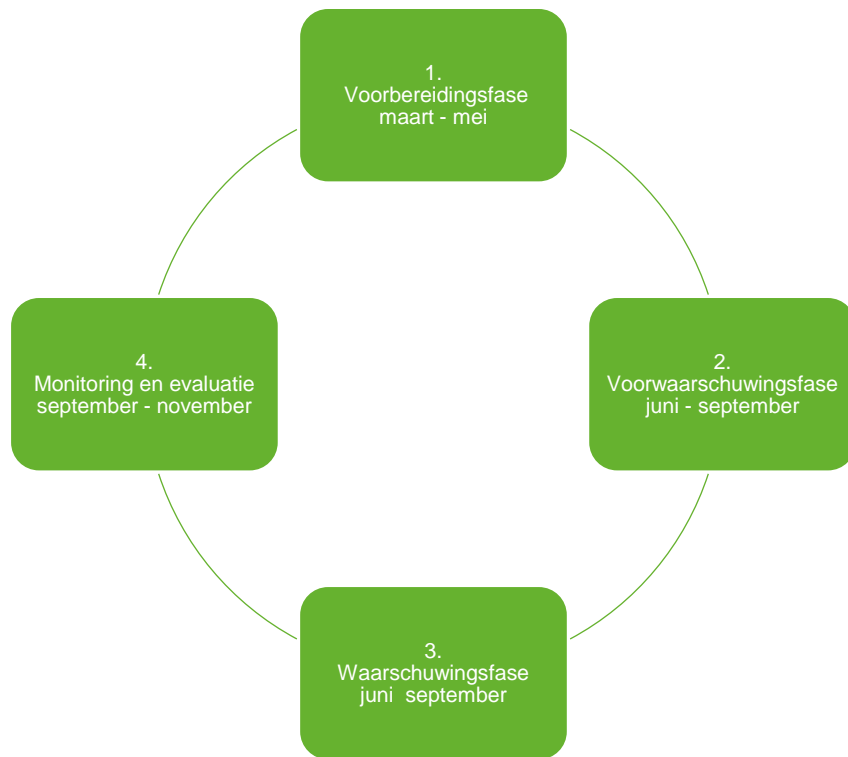 1.
Voorbereidingsfase
maart - mei
2.
Voorwaarschuwingsfase
juni - september
3.
Waarschuwingsfase
juni  september
4.
Monitoring en evaluatie
september - november